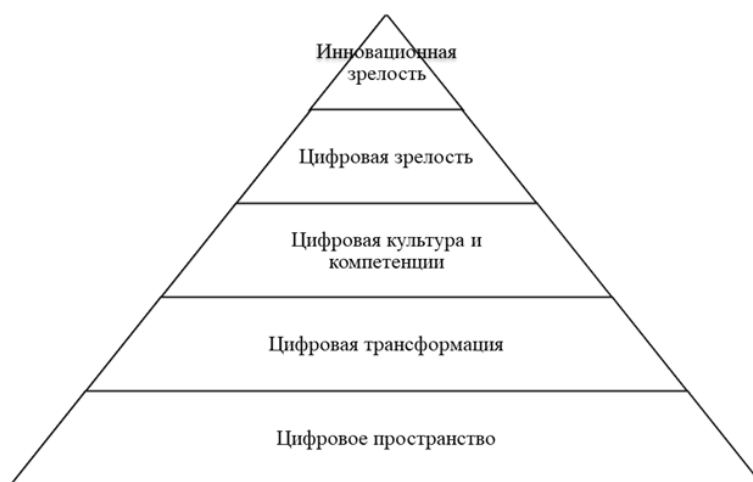 Инновационная
зрелость
Цифровая зрелость
Цифровая культура и
компетенции
Цифровая трансформация
Цифровое пространство